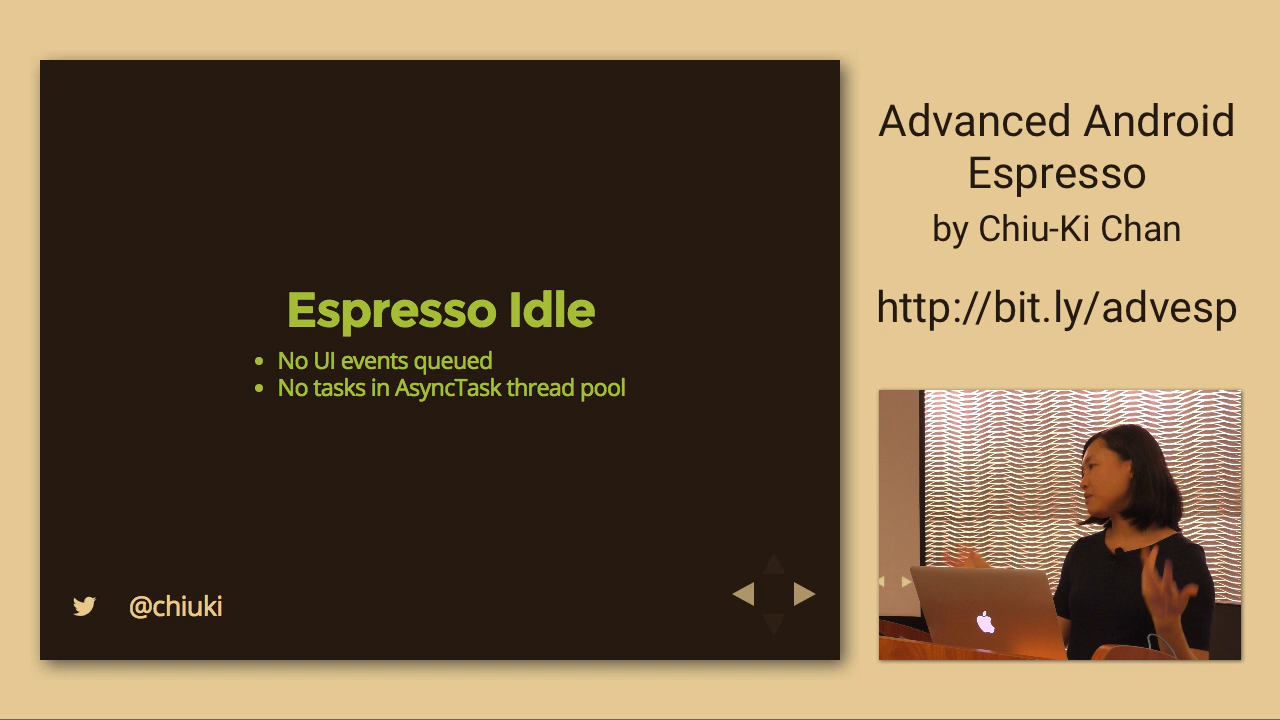 Espresso Idle
No UI events queued
No tasks in AsyncTask thread pool
@chiuki
Advanced Android
Espresso
by Chiu-Ki Chan
http://bit.ly/advesp